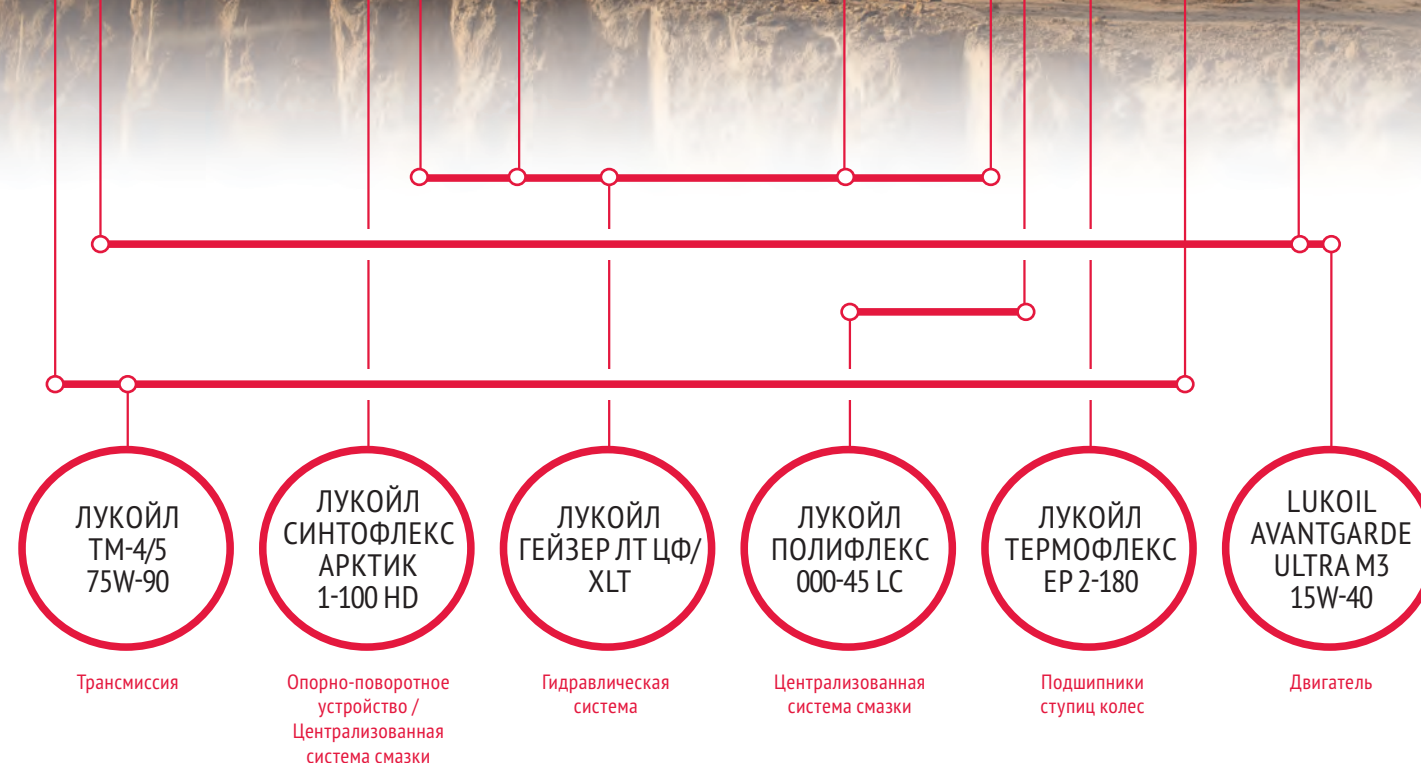 ЛУКОЙЛ
ТМ-4/5
75W-90
Трансмиссия
ЛУКОЙЛ
СИНТОФЛЕКС
АРКТИК
1-100 HD
Опорно-поворотное
устройство /
Централизованная
система смазки
ЛУКОЙЛ
ГЕЙЗЕР ЛТ ЦФ/
XLT
Гидравлическая
система
ЛУКОЙЛ
ПОЛИФЛЕКС
000-45 LC
Централизованная
система смазки
ЛУКОЙЛ
ТЕРМОФЛЕКС
EP 2-180
Подшипники
ступиц колес
LUKOIL
AVANTGARDE
ULTRA M3
15W-40
Двигатель